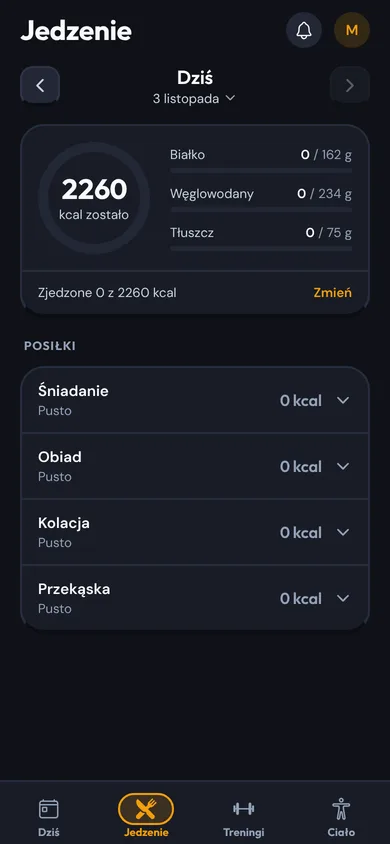 Jedzenie
M
Dziś
3 listopada
2260
kcal zostało
Białko 0 / 162 g
Węglowodany 0 / 234 g
Tłuszcz 0 / 75 g
Zjedzone 0 z 2260 kcal Zmień
POSIŁKI
Śniadanie
Pusto
0 kcal
Obiad
Pusto
0 kcal
Kolacja
Pusto
0 kcal
Przekąska
Pusto
0 kcal
Dziś Jedzenie Treningi Ciało